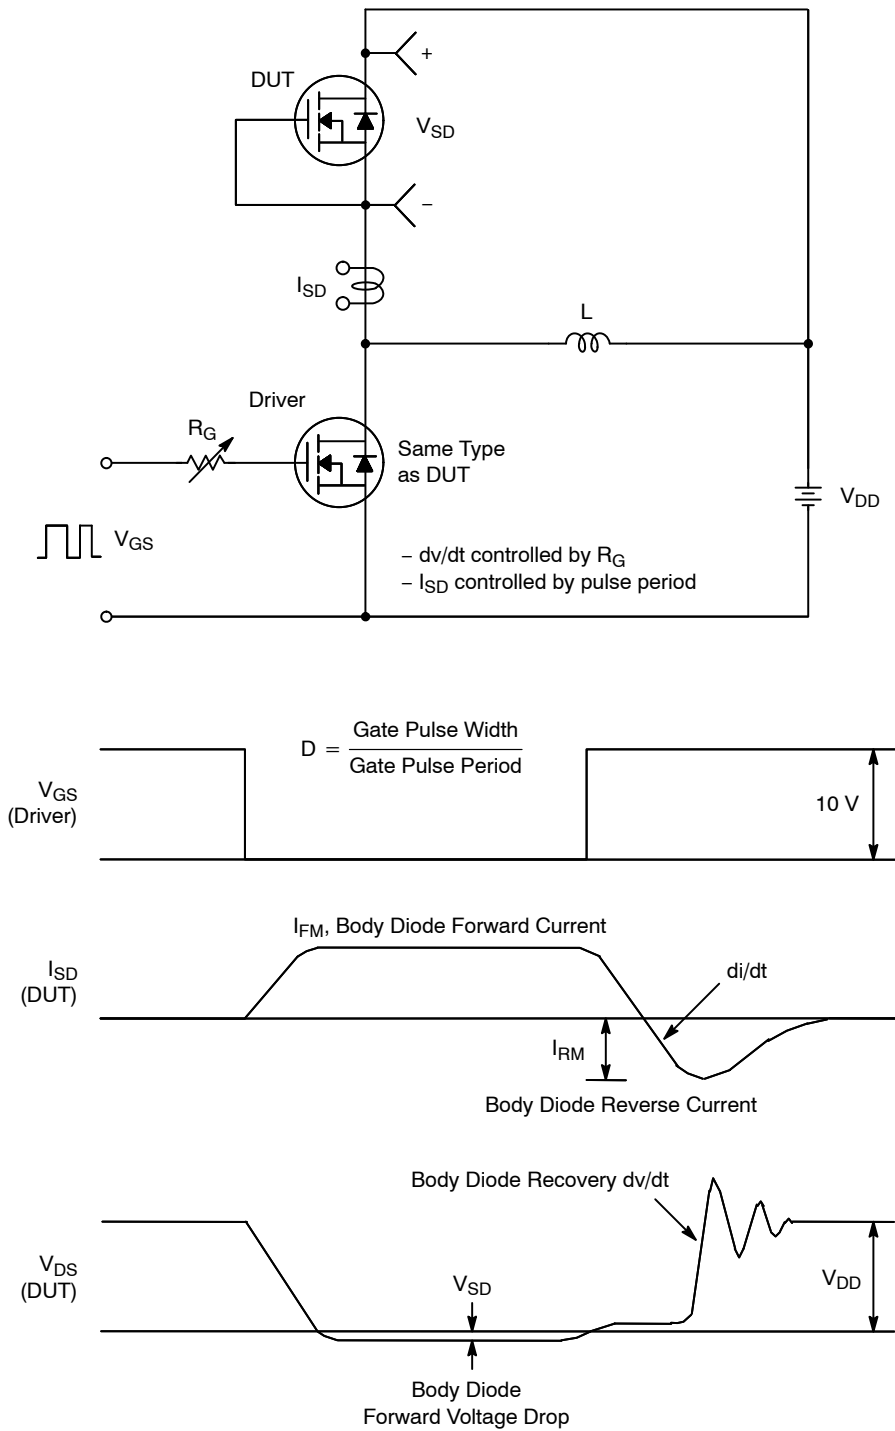 DUT
+
V_SD
−
I_SD
L
Driver
R_G
Same Type
as DUT
V_DD
V_GS
− dv/dt controlled by R_G
− I_SD controlled by pulse period
D = Gate Pulse Width
Gate Pulse Period
V_GS
(Driver)
10 V
I_FM, Body Diode Forward Current
I_SD
(DUT)
di/dt
I_RM
Body Diode Reverse Current
Body Diode Recovery dv/dt
V_DS
(DUT)
V_SD
V_DD
Body Diode
Forward Voltage Drop